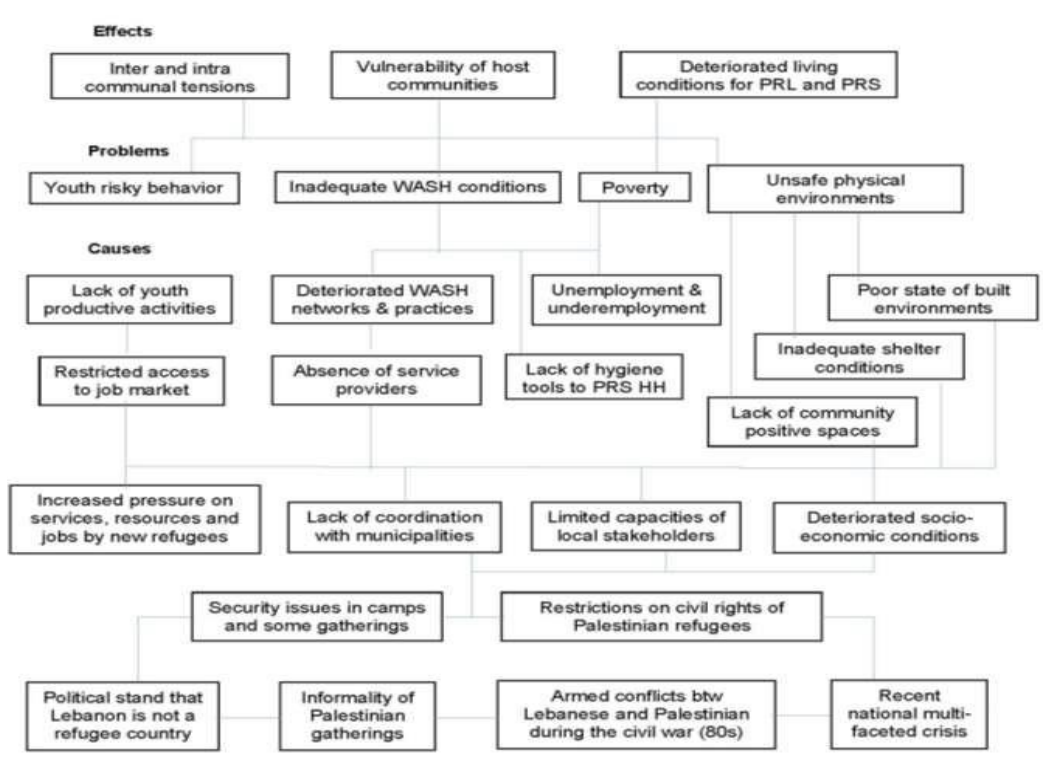 Effects
Inter and intra
communal tensions
Vulnerability of host
communities
Deteriorated living
conditions for PRL and PRS
Problems
Youth risky behavior
Inadequate WASH conditions
Poverty
Unsafe physical
environments
Causes
Lack of youth
productive activities
Deteriorated WASH
networks & practices
Unemployment &
underemployment
Poor state of built
environments
Restricted access
to job market
Absence of service
providers
Lack of hygiene
tools to PRS HH
Inadequate shelter
conditions
Lack of community
positive spaces
Increased pressure on
services, resources and
jobs by new refugees
Lack of coordination
with municipalities
Limited capacities of
local stakeholders
Deteriorated socio-
economic conditions
Security issues in camps
and some gatherings
Restrictions on civil rights of
Palestinian refugees
Political stand that
Lebanon is not a
refugee country
Informality of
Palestinian
gatherings
Armed conflicts btw
Lebanese and Palestinian
during the civil war (80s)
Recent
national multi-
faceted crisis